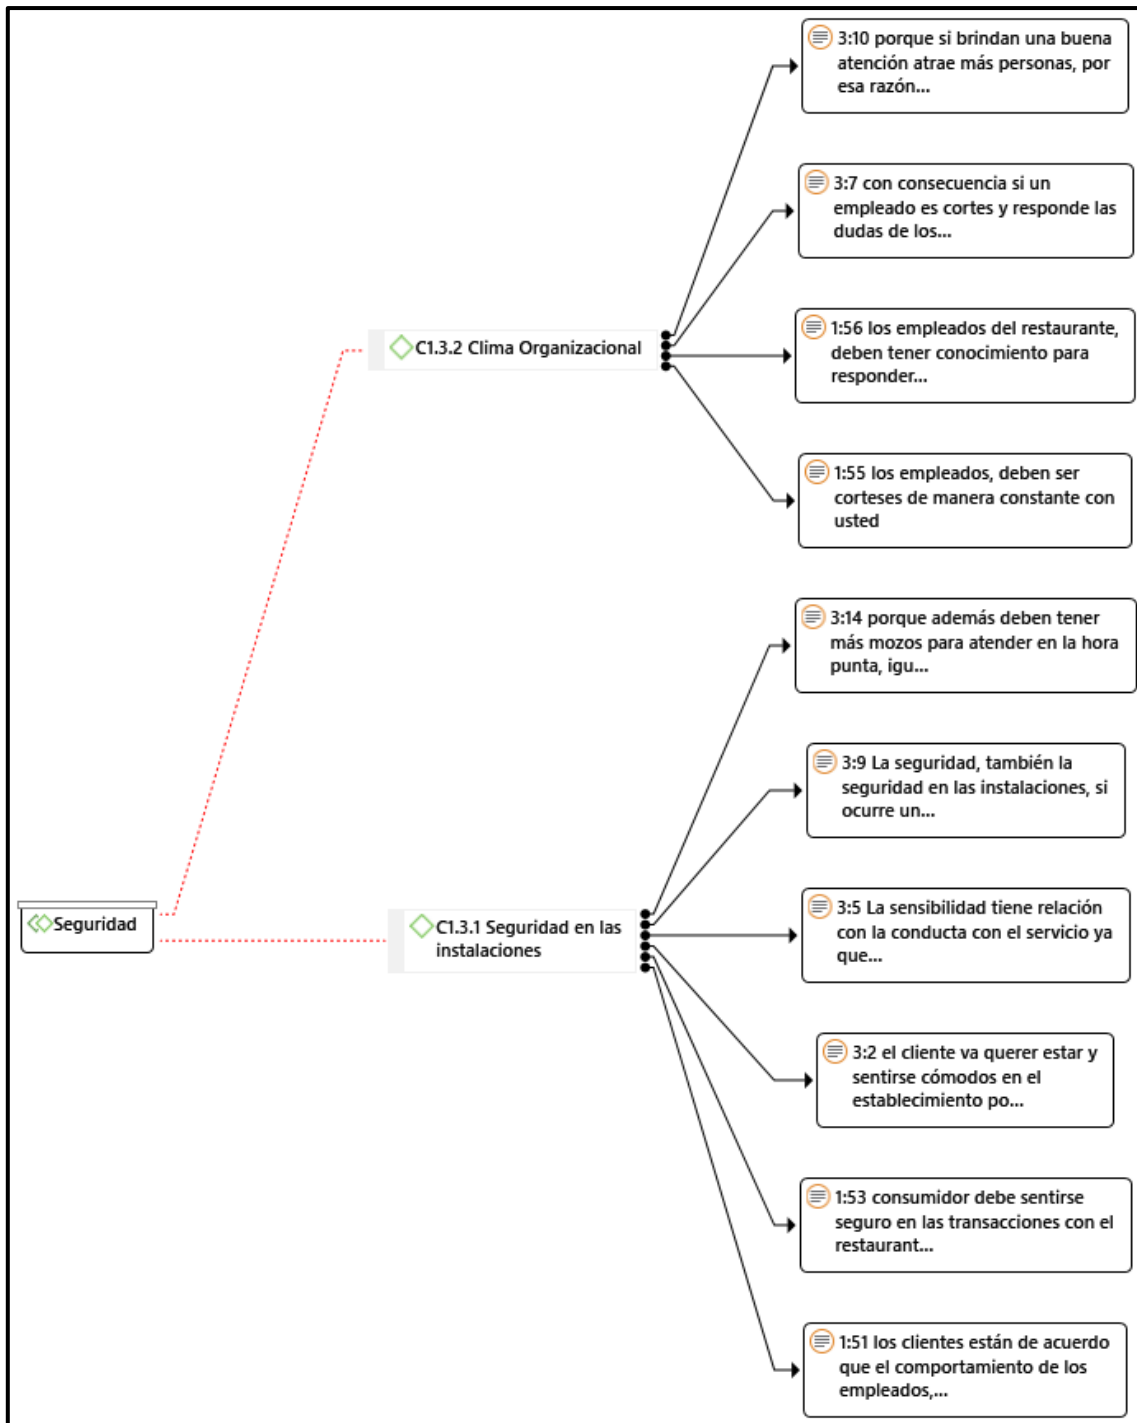 3:10 porque si brindan una buena
atención atrae más personas, por
esa razón...
3:7 con consecuencia si un
empleado es cortes y responde las
dudas de los...
C1.3.2 Clima Organizacional
1:56 los empleados del restaurante,
deben tener conocimiento para
responder...
1:55 los empleados, deben ser
corteses de manera constante con
usted
3:14 porque además deben tener
más mozos para atender en la hora
punta, igu...
3:9 La seguridad, también la
seguridad en las instalaciones, si
ocurre un...
Seguridad
C1.3.1 Seguridad en las
instalaciones
3:5 La sensibilidad tiene relación
con la conducta con el servicio ya
que...
3:2 el cliente va querer estar y
sentirse cómodos en el
establecimiento po...
1:53 consumidor debe sentirse
seguro en las transacciones con el
restaurant...
1:51 los clientes están de acuerdo
que el comportamiento de los
empleados,...